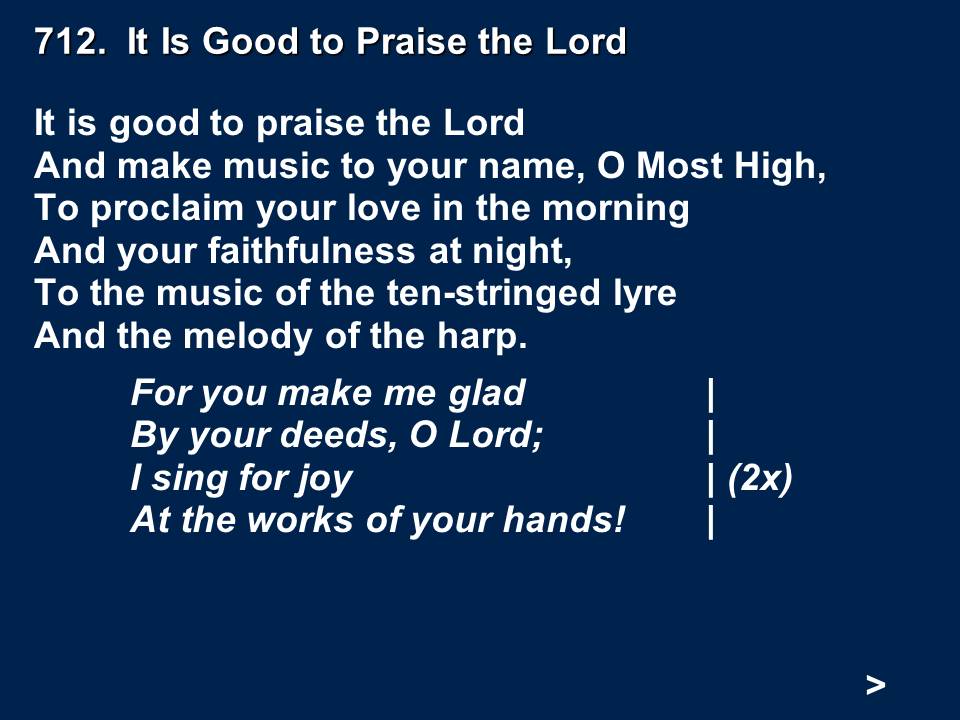 712.  It Is Good to Praise the Lord
It is good to praise the Lord
And make music to your name, O Most High,
To proclaim your love in the morning
And your faithfulness at night,
To the music of the ten-stringed lyre
And the melody of the harp.
For you make me glad |
By your deeds, O Lord; |
I sing for joy | (2x)
At the works of your hands! |
>